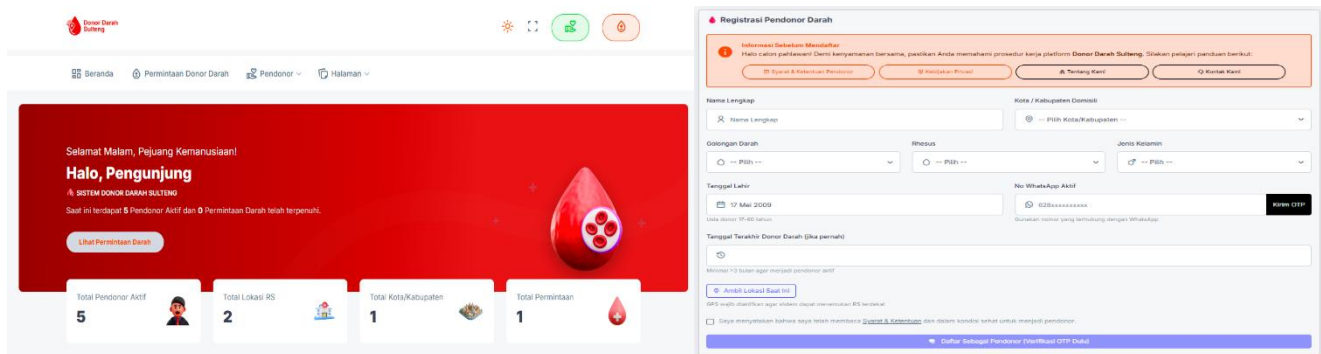 Donor Darah
Sulteng
Beranda
Permintaan Donor Darah
Pendonor
Halaman
Selamat Malam, Pejuang Kemanusiaan!
Halo, Pengunjung
SISTEM DONOR DARAH SULTENG
Saat ini terdapat 5 Pendonor Aktif dan 0 Permintaan Darah telah terpenuhi.
Lihat Permintaan Darah
Total Pendonor Aktif
5
Total Lokasi RS
2
Total Kota/Kabupaten
1
Total Permintaan
1
Registrasi Pendonor Darah
Informasi Sebelum Mendaftar
Halo calon pahlawan! Demi kenyamanan bersama, pastikan Anda memahami prosedur kerja platform Donor Darah Sulteng. Silakan pelajari panduan berikut:
Syarat & Ketentuan Pendonor
Kebijakan Privasi
Tentang Kami
Kontak Kami
Nama Lengkap
Nama Lengkap
Kota / Kabupaten Domisili
-- Pilih Kota/Kabupaten --
Golongan Darah
-- Pilih --
Rhesus
-- Pilih --
Jenis Kelamin
-- Pilih --
Tanggal Lahir
17 Mei 2009
Usia donor 17-60 tahun
No WhatsApp Aktif
628xxxxxxxxxx
Kirim OTP
Gunakan nomor yang terhubung dengan WhatsApp
Tanggal Terakhir Donor Darah (jika pernah)
Minimal ±3 bulan agar menjadi pendonor aktif
Ambil Lokasi Saat Ini
GPS wajib diaktifkan agar sistem dapat menemukan RS terdekat
Saya menyatakan bahwa saya telah membaca Syarat & Ketentuan dan dalam kondisi sehat untuk menjadi pendonor.
Daftar Sebagai Pendonor (Verifikasi OTP Dulu)